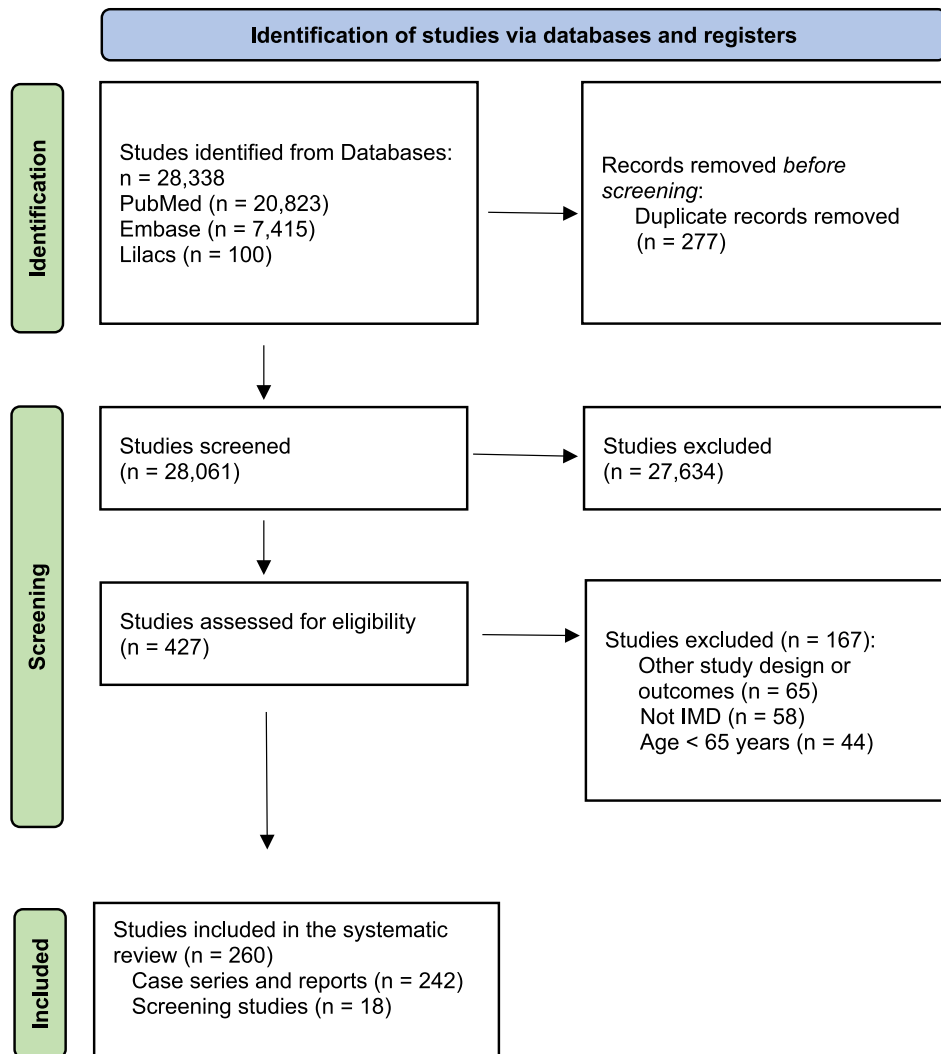 Identification of studies via databases and registers
Identification
Studes identified from Databases:
n = 28,338
PubMed (n = 20,823)
Embase (n = 7,415)
Lilacs (n = 100)
Records removed before
screening:
Duplicate records removed
(n = 277)
Screening
Studies screened
(n = 28,061)
Studies excluded
(n = 27,634)
Studies assessed for eligibility
(n = 427)
Studies excluded (n = 167):
Other study design or
outcomes (n = 65)
Not IMD (n = 58)
Age < 65 years (n = 44)
Included
Studies included in the systematic
review (n = 260)
Case series and reports (n = 242)
Screening studies (n = 18)